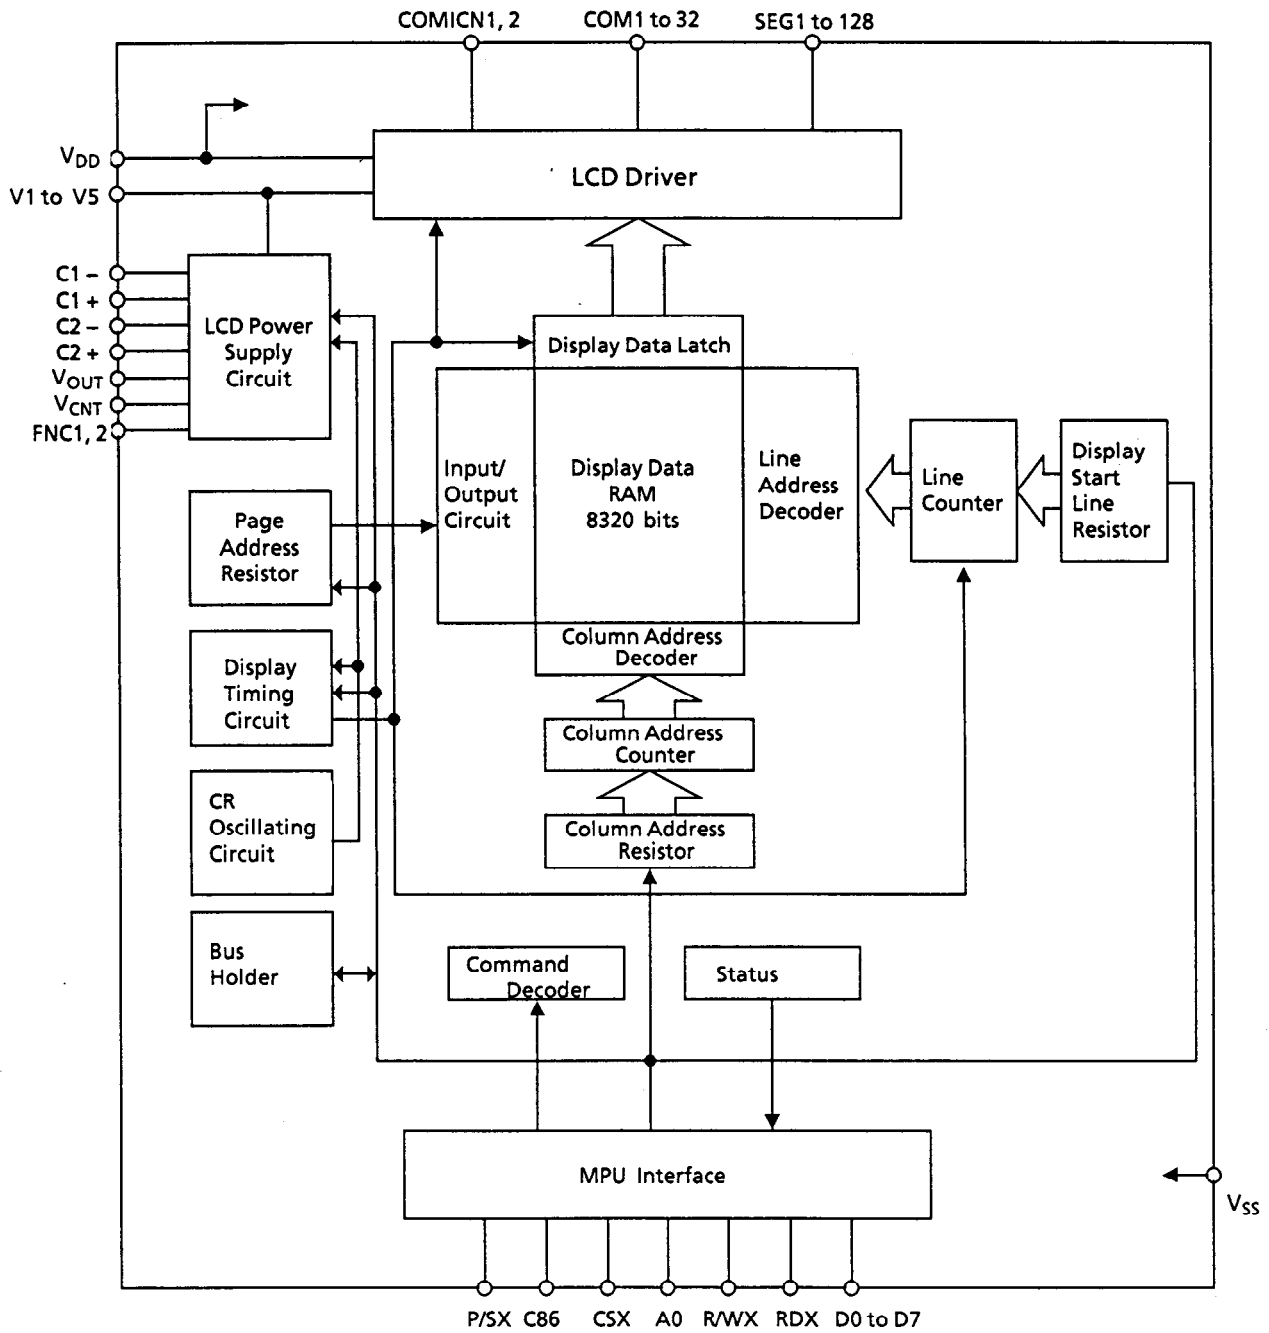 COMICN1, 2
COM1 to 32
SEG1 to 128
VDD
V1 to V5
LCD Driver
C1 –
C1 +
C2 –
C2 +
VOUT
VCNT
FNC1, 2
LCD Power
Supply
Circuit
Display Data Latch
Input/
Output
Circuit
Display Data
RAM
8320 bits
Line
Address
Decoder
Line
Counter
Display
Start
Line
Resistor
Page
Address
Resistor
Column Address
Decoder
Display
Timing
Circuit
Column Address
Counter
CR
Oscillating
Circuit
Column Address
Resistor
Bus
Holder
Command
Decoder
Status
MPU Interface
VSS
P/SX
C86
CSX
A0
R/WX
RDX
D0 to D7